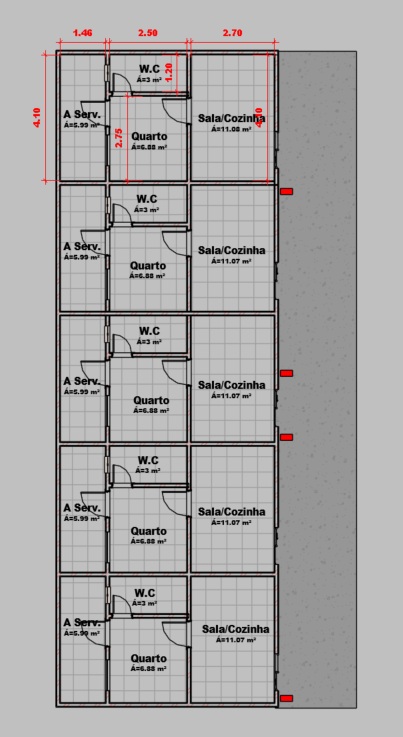 1.46 2.50 2.70
W.C
Á=3 m²
1.20
4.10
A Serv.
Á=5.99 m²
2.75
Quarto
Á=6.88 m²
Sala/Cozinha
Á=11.08 m²
W.C
Á=3 m²
A Serv.
Á=5.99 m²
Quarto
Á=6.88 m²
Sala/Cozinha
Á=11.07 m²
W.C
Á=3 m²
A Serv.
Á=5.99 m²
Quarto
Á=6.88 m²
Sala/Cozinha
Á=11.07 m²
W.C
Á=3 m²
A Serv.
Á=5.99 m²
Quarto
Á=6.88 m²
Sala/Cozinha
Á=11.07 m²
W.C
Á=3 m²
A Serv.
Á=5.99 m²
Quarto
Á=6.88 m²
Sala/Cozinha
Á=11.07 m²